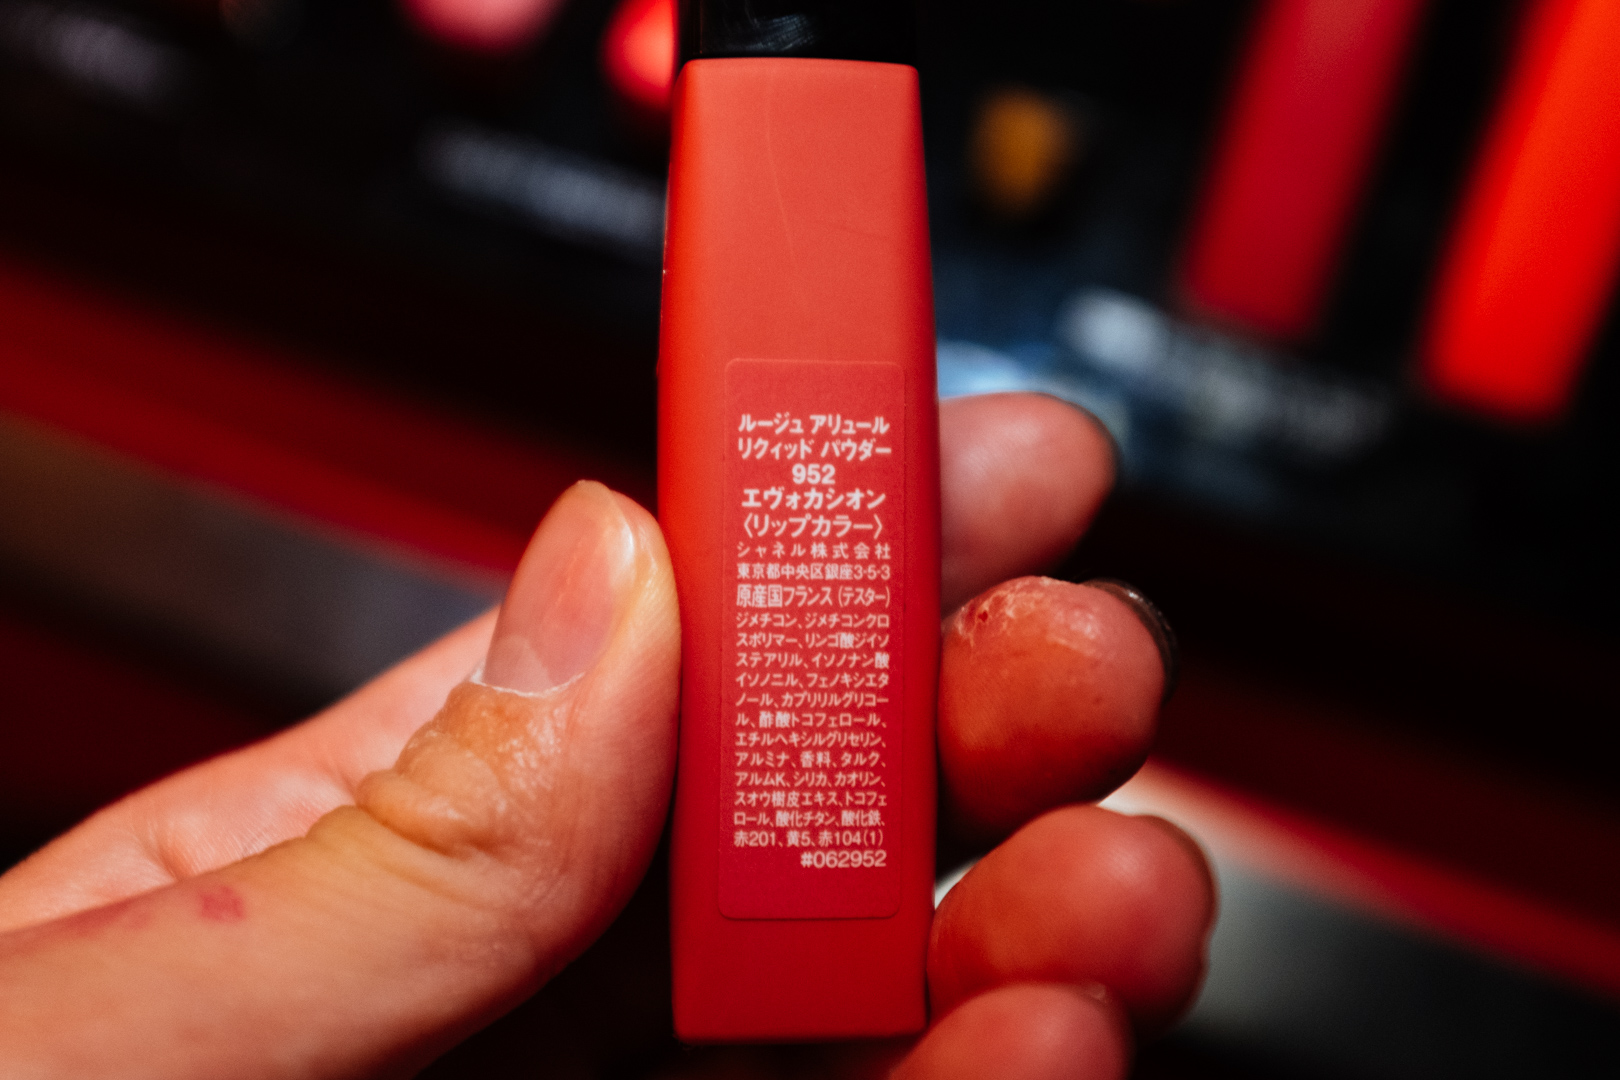 ルージュ アリュール
リクィッド パウダー
952
エヴォカシオン
〈リップカラー〉
シャネル株式会社
東京都中央区銀座3-5-3
原産国フランス (テスター)
ジメチコン、ジメチコンクロ
スポリマー、リンゴ酸ジイソ
ステアリル、イソノナン酸
イソノニル、フェノキシエタ
ノール、カプリリルグリコー
ル、酢酸トコフェロール、
エチルヘキシルグリセリン、
アルミナ、香料、タルク、
アルムK、シリカ、カオリン、
スオウ樹皮エキス、トコフェ
ロール、酸化チタン、酸化鉄、
赤201、黄5、赤104(1)
#062952